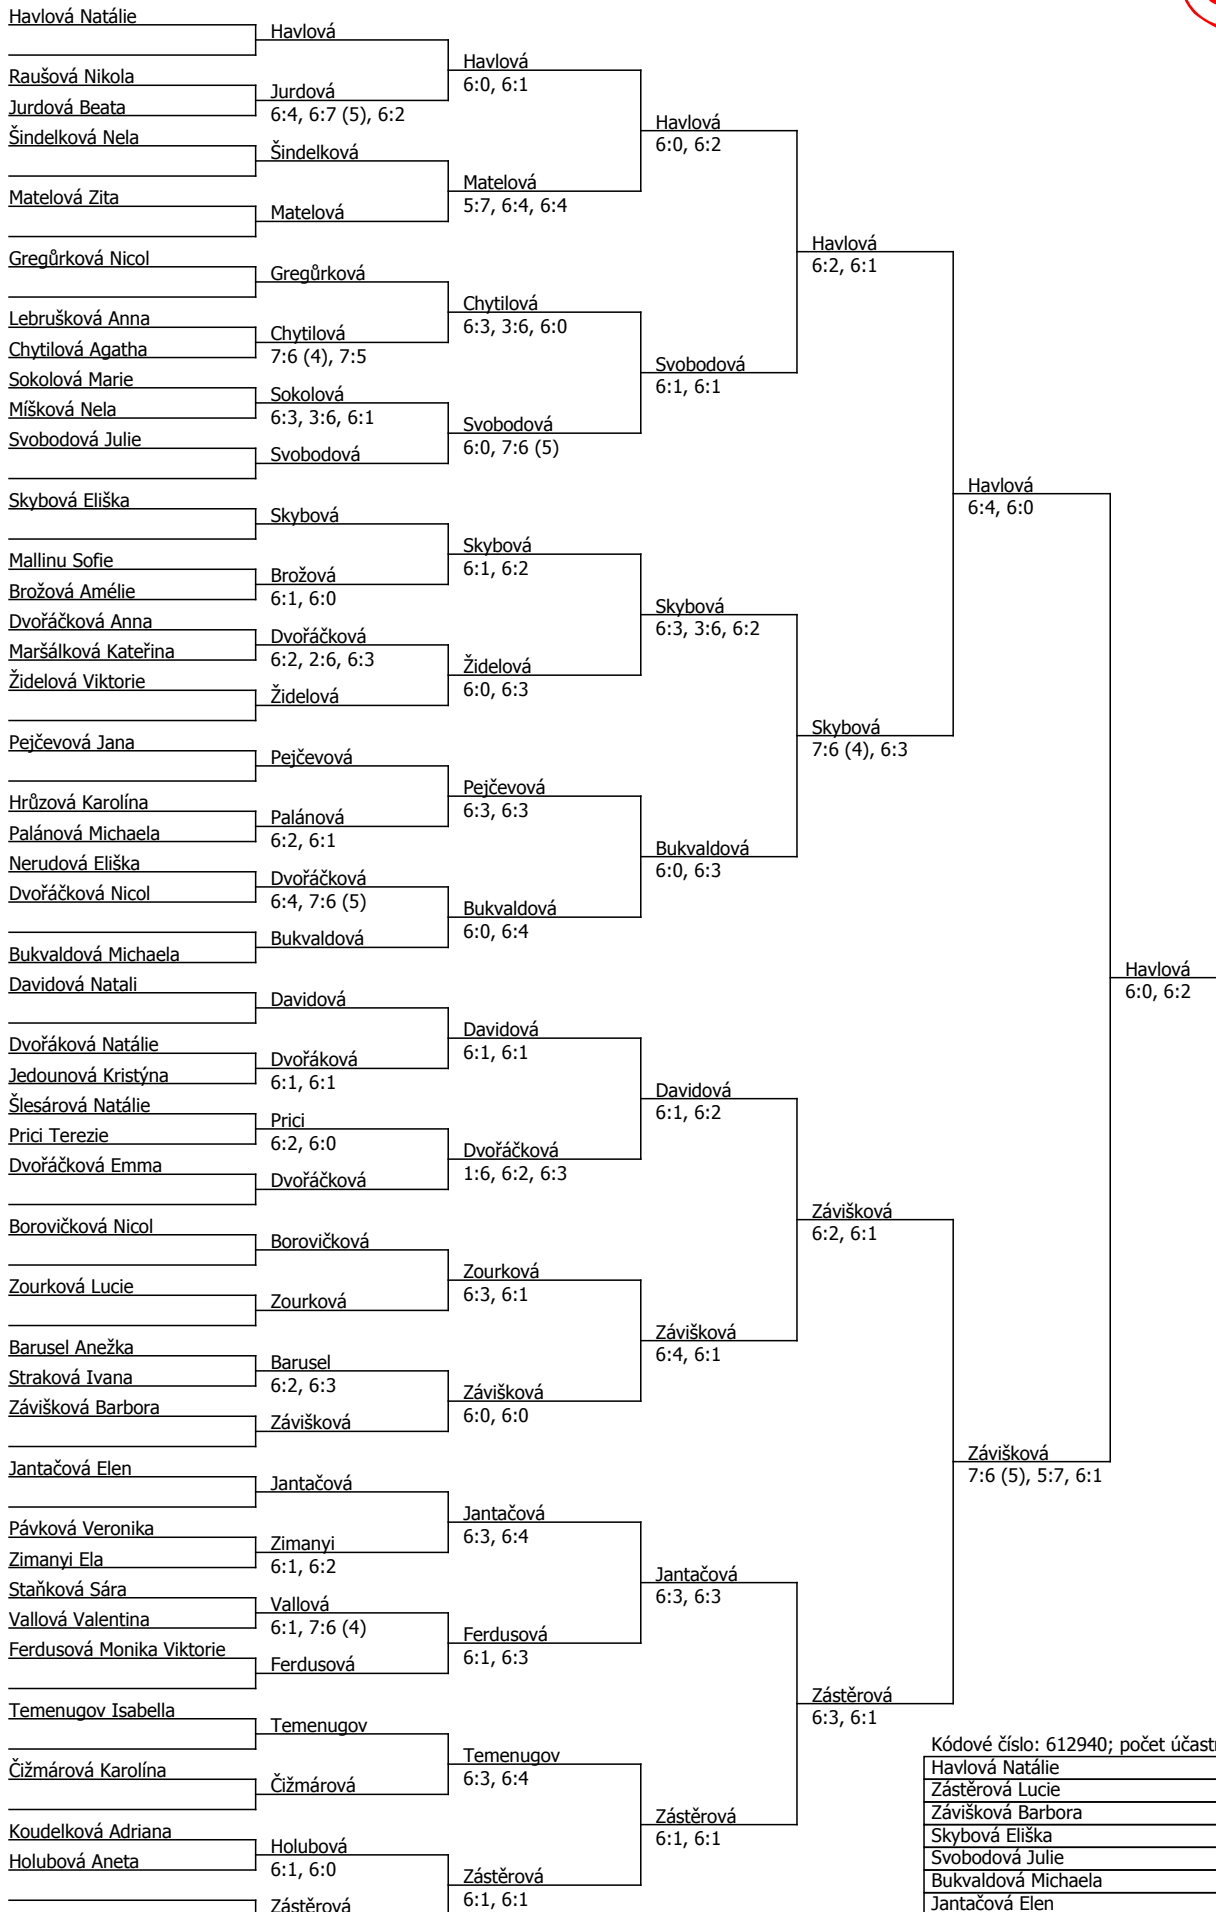 Havlová Natálie
Raušová Nikola
Jurdová Beata
Šindelková Nela
Matelová Zita
Gregůrková Nicol
Lebrušková Anna
Chytilová Agatha
Sokolová Marie
Míšková Nela
Svobodová Julie
Skybová Eliška
Mallinu Sofie
Brožová Amélie
Dvořáčková Anna
Maršálková Kateřina
Židelová Viktorie
Pejčevová Jana
Hrůzová Karolína
Palánová Michaela
Nerudová Eliška
Dvořáčková Nicol
Bukvaldová Michaela
Davidová Natali
Dvořáková Natálie
Jedounová Kristýna
Šlesárová Natálie
Prici Terezie
Dvořáčková Emma
Borovičková Nicol
Zourková Lucie
Barusel Anežka
Straková Ivana
Závišková Barbora
Jantačová Elen
Pávková Veronika
Zimanyi Ela
Staňková Sára
Vallová Valentina
Ferdusová Monika Viktorie
Temenugov Isabella
Čižmárová Karolína
Koudelková Adriana
Holubová Aneta
Havlová
Jurdová
6:4, 6:7 (5), 6:2
Šindelková
Matelová
Gregůrková
Chytilová
7:6 (4), 7:5
Sokolová
6:3, 3:6, 6:1
Svobodová
Skybová
Brožová
6:1, 6:0
Dvořáčková
6:2, 2:6, 6:3
Židelová
Pejčevová
Palánová
6:2, 6:1
Dvořáčková
6:4, 7:6 (5)
Bukvaldová
Davidová
Dvořáková
6:1, 6:1
Prici
6:2, 6:0
Dvořáčková
Borovičková
Zourková
Barusel
6:2, 6:3
Závišková
Jantačová
Zimanyi
6:1, 6:2
Vallová
6:1, 7:6 (4)
Ferdusová
Temenugov
Čižmárová
Holubová
6:1, 6:0
Zástěrová
Havlová
6:0, 6:1
Matelová
5:7, 6:4, 6:4
Chytilová
6:3, 3:6, 6:0
Svobodová
6:0, 7:6 (5)
Skybová
6:1, 6:2
Židelová
6:0, 6:3
Pejčevová
6:3, 6:3
Bukvaldová
6:0, 6:4
Davidová
6:1, 6:1
Dvořáčková
1:6, 6:2, 6:3
Zourková
6:3, 6:1
Závišková
6:0, 6:0
Jantačová
6:3, 6:4
Ferdusová
6:1, 6:3
Temenugov
6:3, 6:4
Zástěrová
6:1, 6:1
Havlová
6:0, 6:2
Svobodová
6:1, 6:1
Skybová
6:3, 3:6, 6:2
Bukvaldová
6:0, 6:3
Davidová
6:1, 6:2
Závišková
6:4, 6:1
Jantačová
6:3, 6:3
Zástěrová
6:1, 6:1
Havlová
6:2, 6:1
Skybová
7:6 (4), 6:3
Závišková
6:2, 6:1
Zástěrová
6:3, 6:1
Havlová
6:4, 6:0
Závišková
7:6 (5), 5:7, 6:1
Havlová
6:0, 6:2
Kódové číslo: 612940; počet účast
Havlová Natálie
Zástěrová Lucie
Závišková Barbora
Skybová Eliška
Svobodová Julie
Bukvaldová Michaela
Jantačová Elen